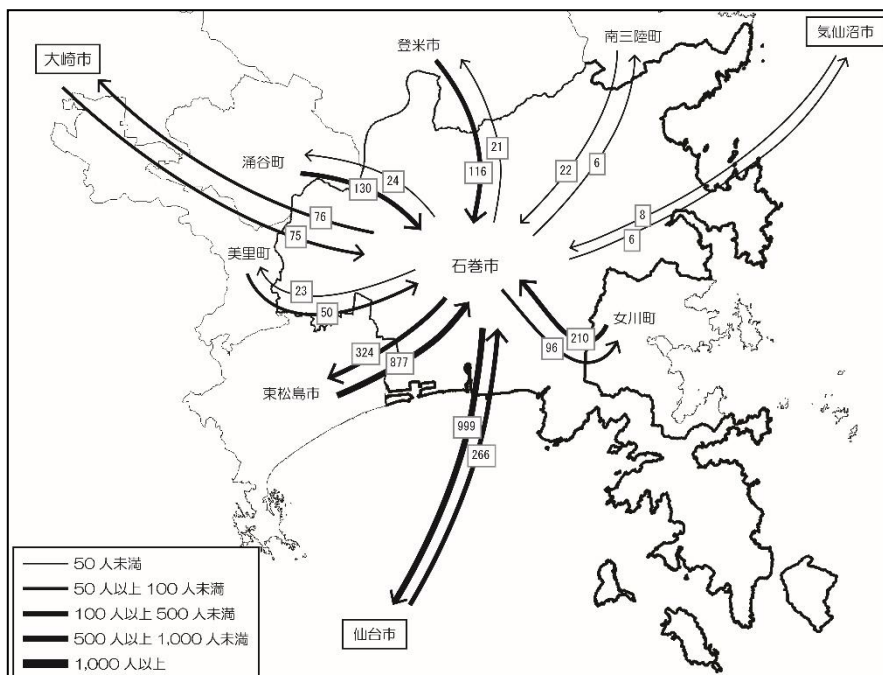 登米市
南三陸町
気仙沼市
大崎市
涌谷町
24
21
130
116
22
6
76
75
8
6
美里町
石巻市
23
50
女川町
210
96
324
877
東松島市
999
266
仙台市
50人未満
50人以上100人未満
100人以上500人未満
500人以上1,000人未満
1,000人以上